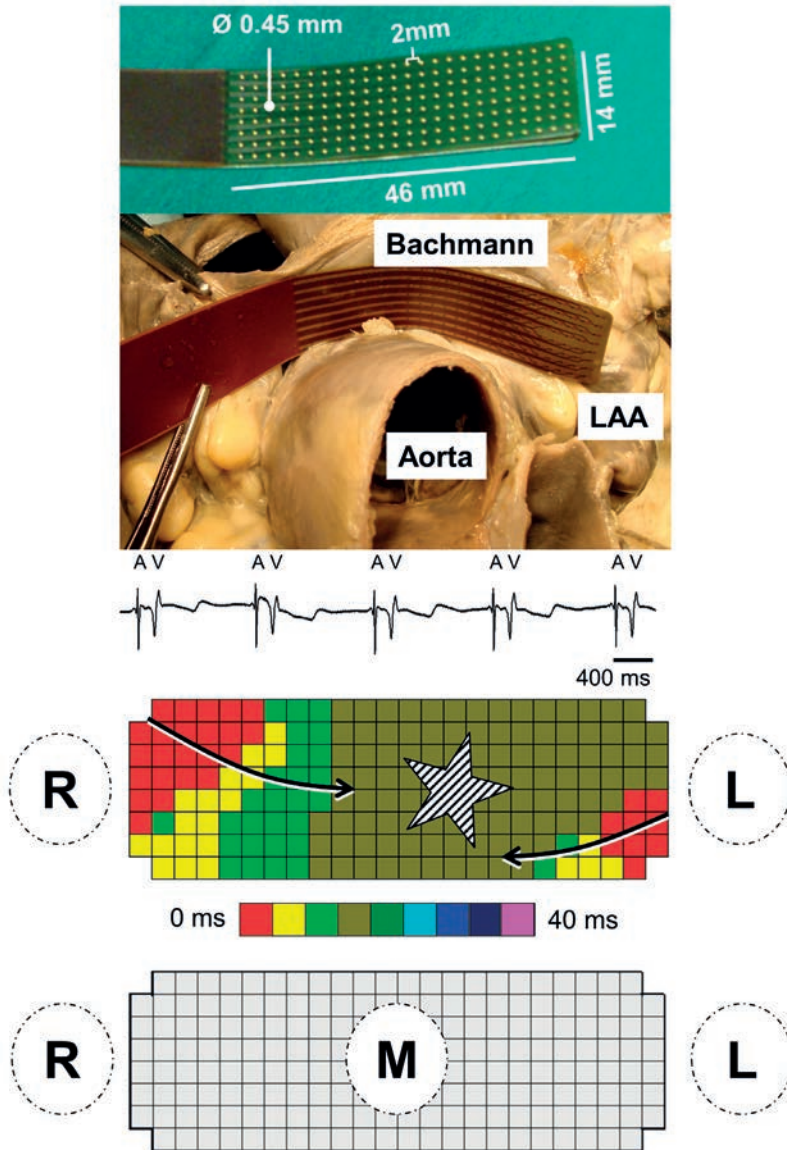 Ø 0.45 mm
2mm
14 mm
46 mm
Bachmann
LAA
Aorta
A V A V A V A V A V
400 ms
R L
0 ms 40 ms
R M L